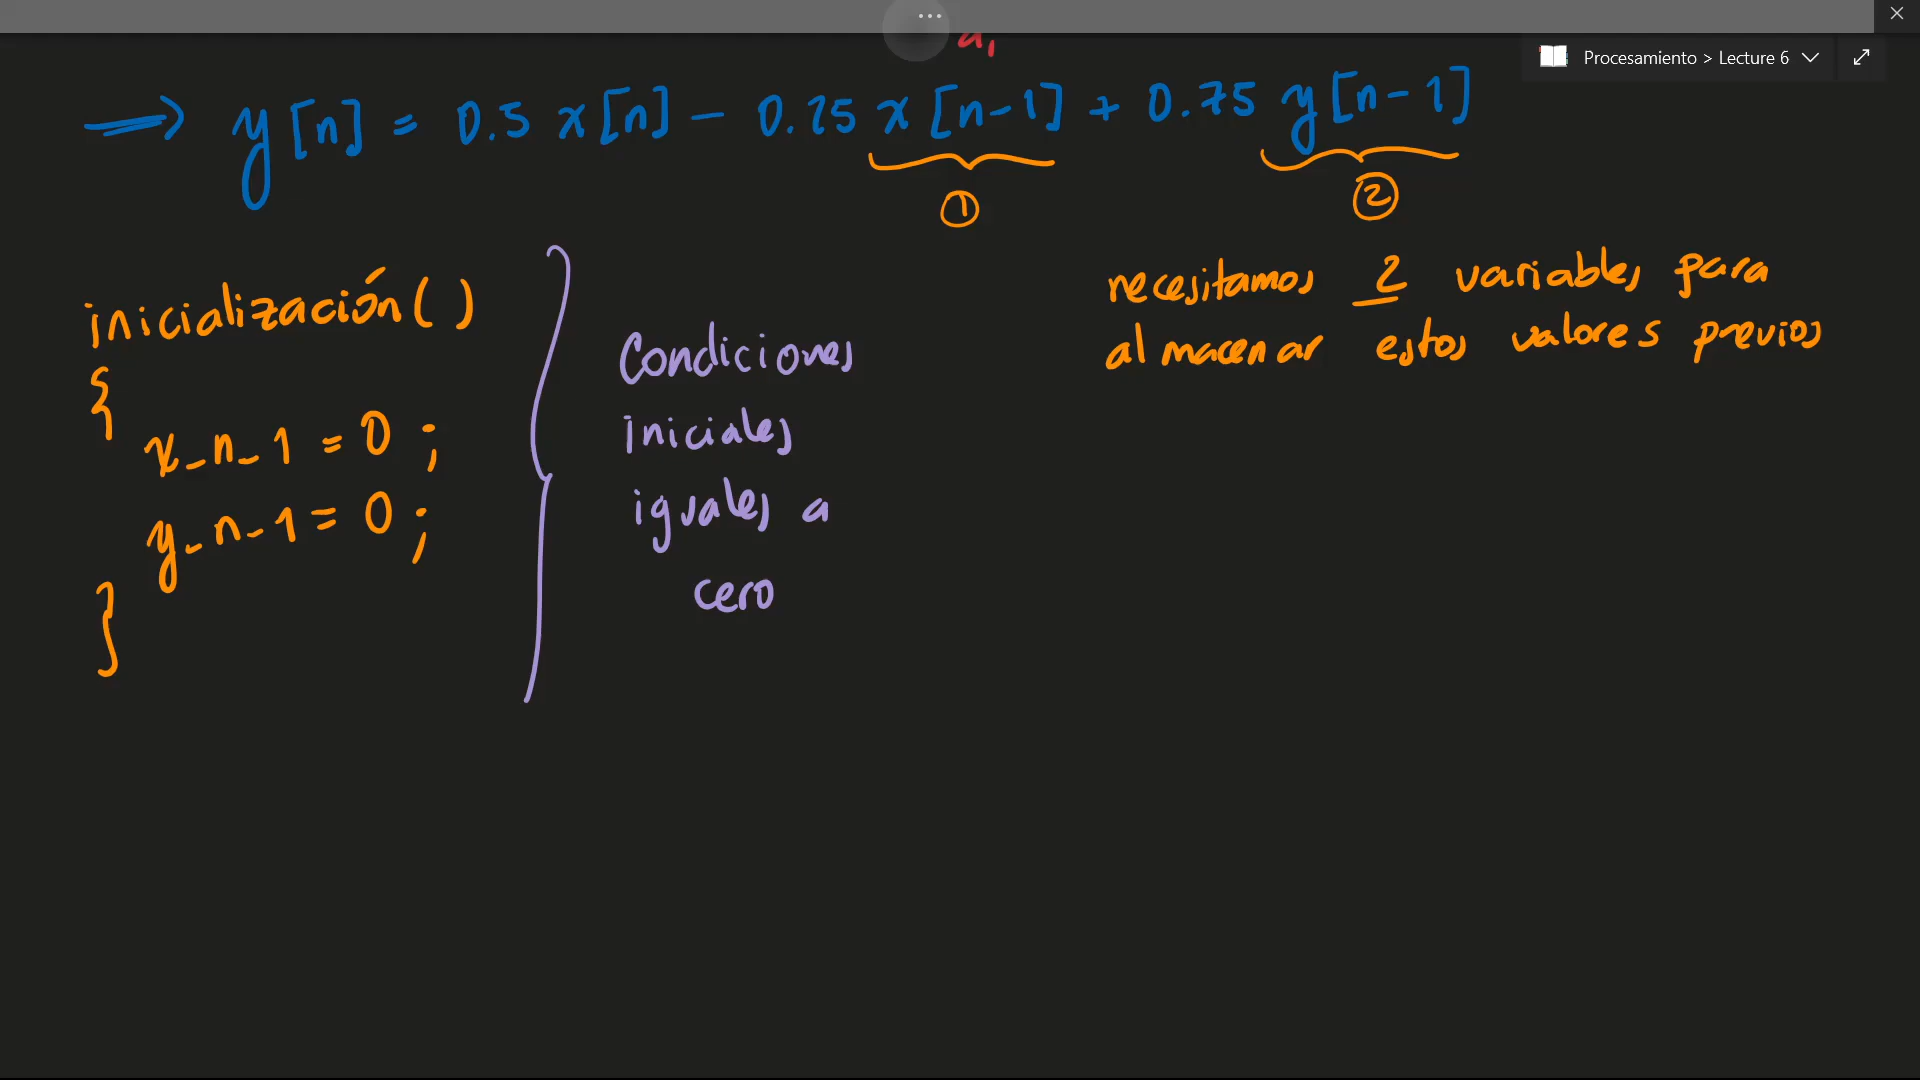 a₁
Procesamiento > Lecture 6
⟹ y[n] = 0.5 x[n] − 0.25 x[n-1] + 0.75 y[n-1]
① ②
necesitamos 2 variables para
almacenar estos valores previos
inicialización()
{
x_n_1 = 0 ;
y_n_1 = 0 ;
}
Condiciones
iniciales
iguales a
cero